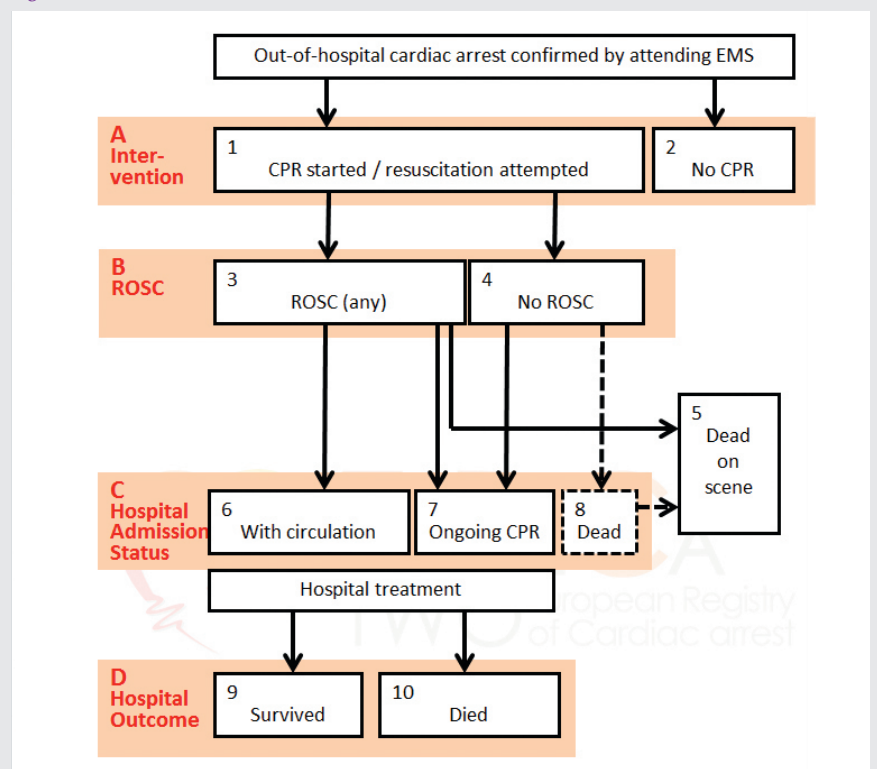 Out-of-hospital cardiac arrest confirmed by attending EMS
A
Inter-
vention
1
CPR started / resuscitation attempted
2
No CPR
B
ROSC
3
ROSC (any)
4
No ROSC
5
Dead
on
scene
C
Hospital
Admission
Status
6
With circulation
7
Ongoing CPR
8
Dead
Hospital treatment
TWO
European Registry
of Cardiac arrest
D
Hospital
Outcome
9
Survived
10
Died